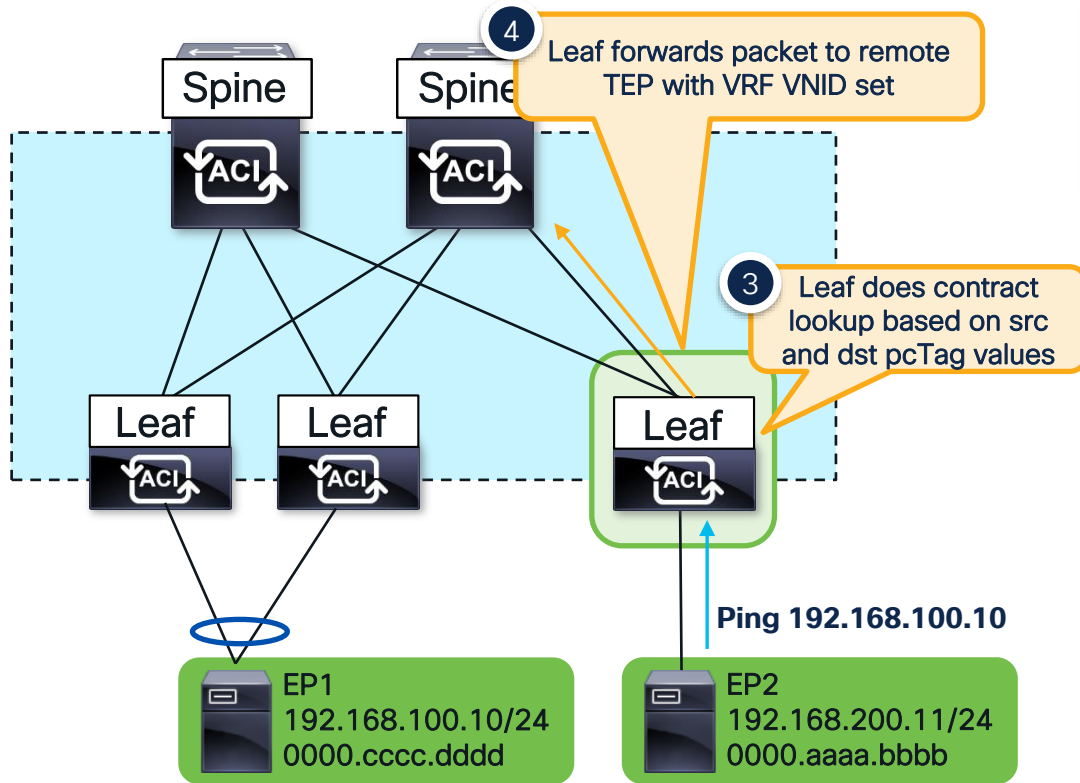 4
Leaf forwards packet to remote
TEP with VRF VNID set
Spine
Spine
ACI
ACI
3
Leaf does contract
lookup based on src
and dst pcTag values
Leaf
Leaf
Leaf
ACI
ACI
ACI
Ping 192.168.100.10
EP1
192.168.100.10/24
0000.cccc.dddd
EP2
192.168.200.11/24
0000.aaaa.bbbb